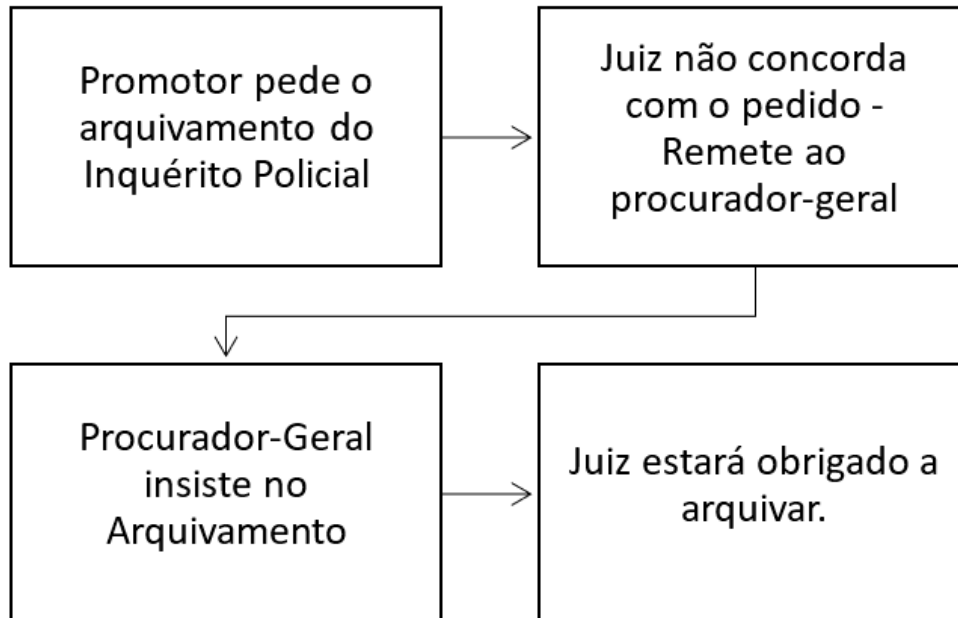 Promotor pede o
arquivamento do
Inquérito Policial
Juiz não concorda
com o pedido -
Remete ao
procurador-geral
Procurador-Geral
insiste no
Arquivamento
Juiz estará obrigado a
arquivar.